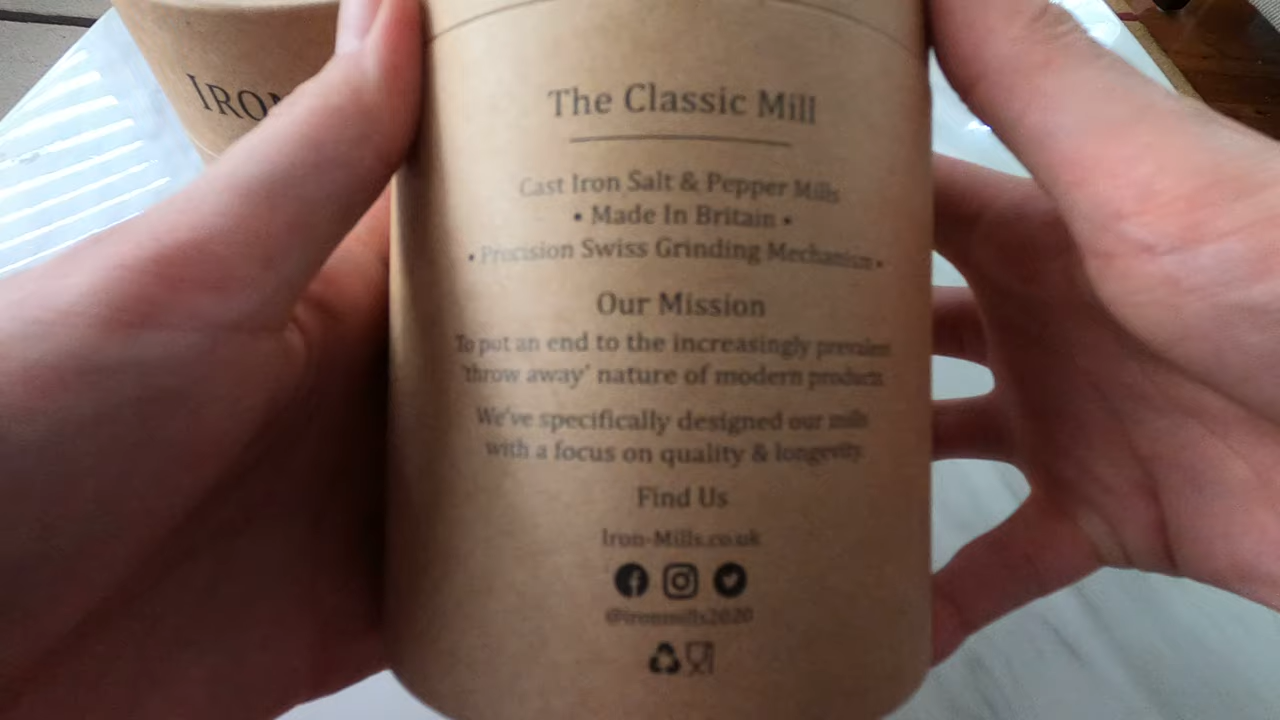 IRON
The Classic Mill
Cast Iron Salt & Pepper Mills
• Made In Britain •
• Precision Swiss Grinding Mechanism •
Our Mission
To put an end to the increasingly prevalent
'throw away' nature of modern products
We've specifically designed our mills
with a focus on quality & longevity
Find Us
Iron-Mills.co.uk
@ironmills2020